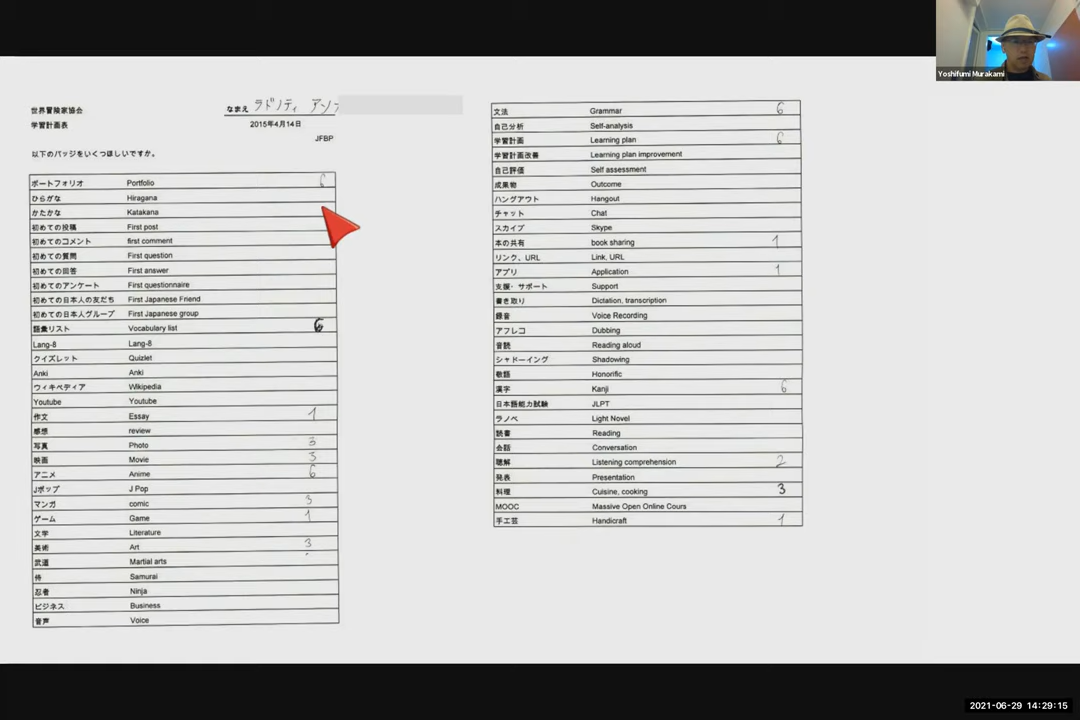 Yoshifumi Murakami
世界冒険家協会
学習計画表
なまえ ラドノティ アンナ
2015年4月14日
JFBP
以下のバッジをいくつほしいですか。
ポートフォリオ Portfolio 6
ひらがな Hiragana
かたかな Katakana
初めての投稿 First post
初めてのコメント first comment
初めての質問 First question
初めての回答 First answer
初めてのアンケート First questionnaire
初めての日本人の友だち First Japanese Friend
初めての日本人グループ First Japanese group
語彙リスト Vocabulary list 6
Lang-8 Lang-8
クイズレット Quizlet
Anki Anki
ウィキペディア Wikipedia
Youtube Youtube
作文 Essay 1
感想 review
写真 Photo 3
映画 Movie 3
アニメ Anime 6
Jポップ J Pop
マンガ comic 3
ゲーム Game 1
文学 Literature
美術 Art 3
武道 Martial arts
侍 Samurai
忍者 Ninja
ビジネス Business
音声 Voice
文法 Grammar 6
自己分析 Self-analysis
学習計画 Learning plan 6
学習計画改善 Learning plan improvement
自己評価 Self assessment
成果物 Outcome
ハングアウト Hangout
チャット Chat
スカイプ Skype
本の共有 book sharing 1
リンク、URL Link, URL
アプリ Application 1
支援・サポート Support
書き取り Dictation, transcription
録音 Voice Recording
アフレコ Dubbing
音読 Reading aloud
シャドーイング Shadowing
敬語 Honorific
漢字 Kanji 6
日本語能力試験 JLPT
ラノベ Light Novel
読書 Reading
会話 Conversation
聴解 Listening comprehension 2
発表 Presentation
料理 Cuisine, cooking 3
MOOC Massive Open Online Cours
手工芸 Handicraft 1
2021-06-29 14:29:15